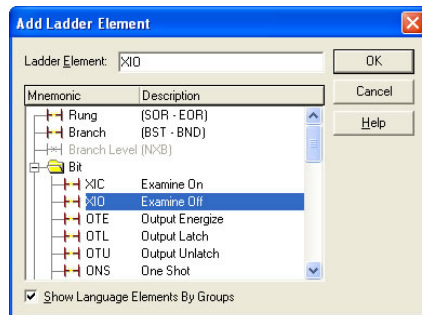 Add Ladder Element
Ladder Element: XIO
OK
Mnemonic Description
Cancel
Rung (SOR - EOR)
Branch (BST - BND)
Help
Branch Level (NXB)
Bit
XIC Examine On
XIO Examine Off
OTE Output Energize
OTL Output Latch
OTU Output Unlatch
ONS One Shot
Show Language Elements By Groups